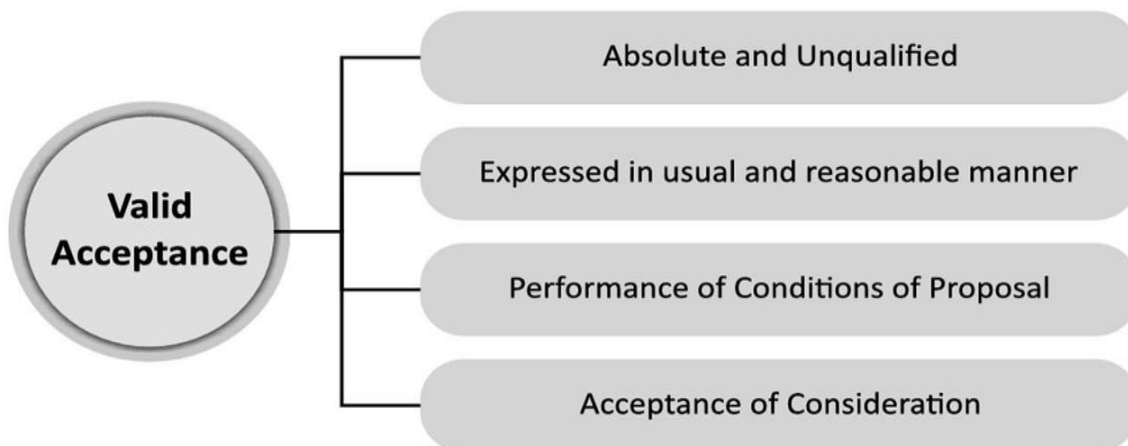 Valid
Acceptance
Absolute and Unqualified
Expressed in usual and reasonable manner
Performance of Conditions of Proposal
Acceptance of Consideration